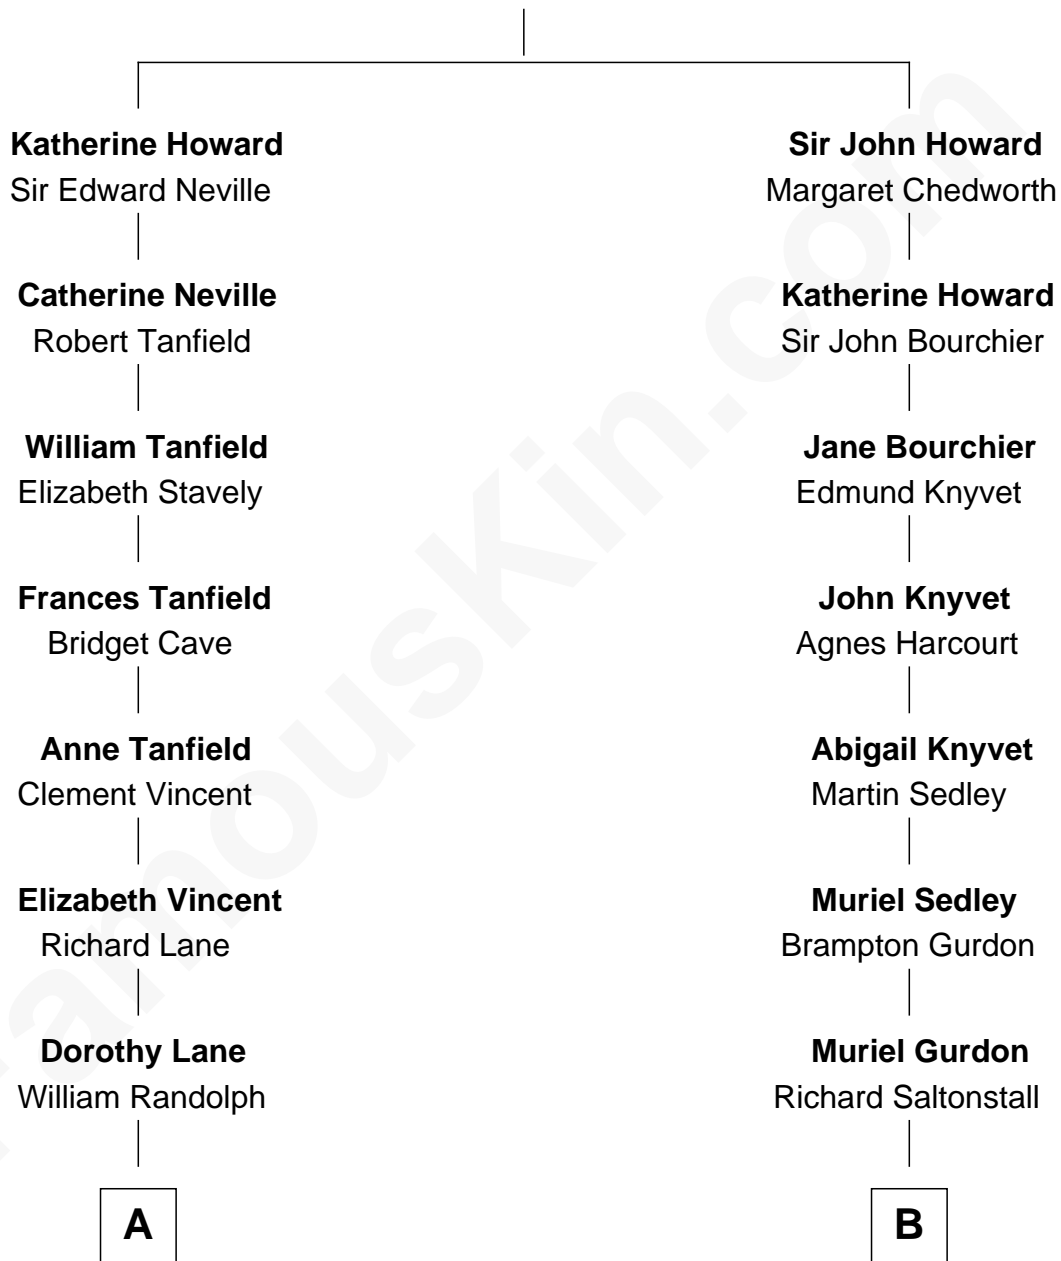 Katherine Howard
Sir Edward Neville
Sir John Howard
Margaret Chedworth
Catherine Neville
Robert Tanfield
Katherine Howard
Sir John Bourchier
William Tanfield
Elizabeth Stavely
Jane Bourchier
Edmund Knyvet
Frances Tanfield
Bridget Cave
John Knyvet
Agnes Harcourt
Anne Tanfield
Clement Vincent
Abigail Knyvet
Martin Sedley
Elizabeth Vincent
Richard Lane
Muriel Sedley
Brampton Gurdon
Dorothy Lane
William Randolph
Muriel Gurdon
Richard Saltonstall
A
B
FamousKin.com